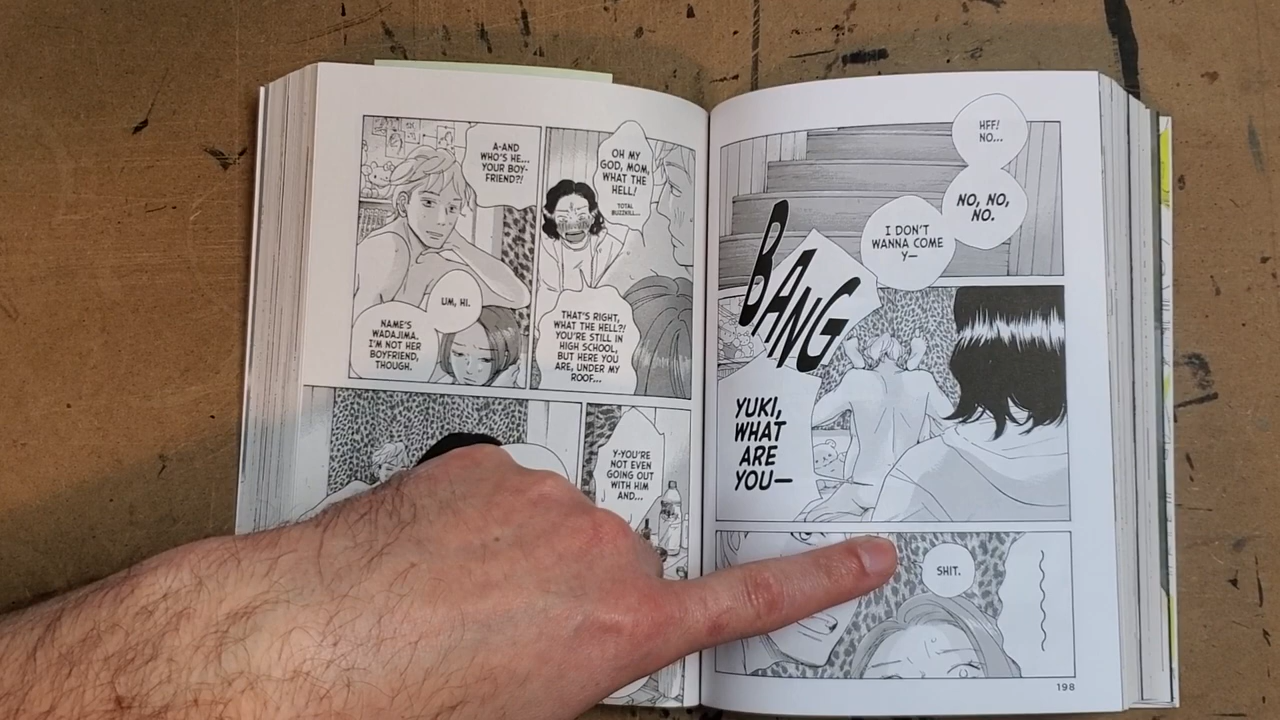 HFF!
NO...
NO, NO,
NO.
I DON'T
WANNA COME
Y—
BANG
YUKI,
WHAT
ARE
YOU—
SHIT.
198
OH MY
GOD, MOM,
WHAT THE
HELL!
TOTAL
BUZZKILL...
THAT'S RIGHT,
WHAT THE HELL?!
YOU'RE STILL IN
HIGH SCHOOL,
BUT HERE YOU
ARE, UNDER MY
ROOF...
A-AND
WHO'S HE...
YOUR BOY-
FRIEND?!
UM, HI.
NAME'S
WADAJIMA.
I'M NOT HER
BOYFRIEND,
THOUGH.
Y-YOU'RE
NOT EVEN
GOING OUT
WITH HIM
AND...